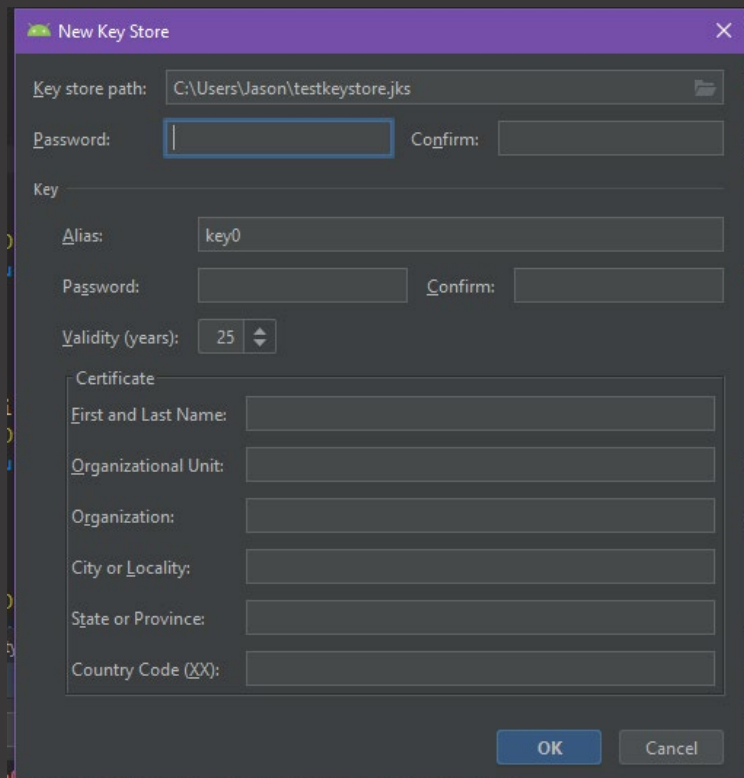 New Key Store
Key store path: C:\Users\Jason\testkeystore.jks
Password: Confirm:
Key
Alias: key0
Password: Confirm:
Validity (years): 25
Certificate
First and Last Name:
Organizational Unit:
Organization:
City or Locality:
State or Province:
Country Code (XX):
OK Cancel